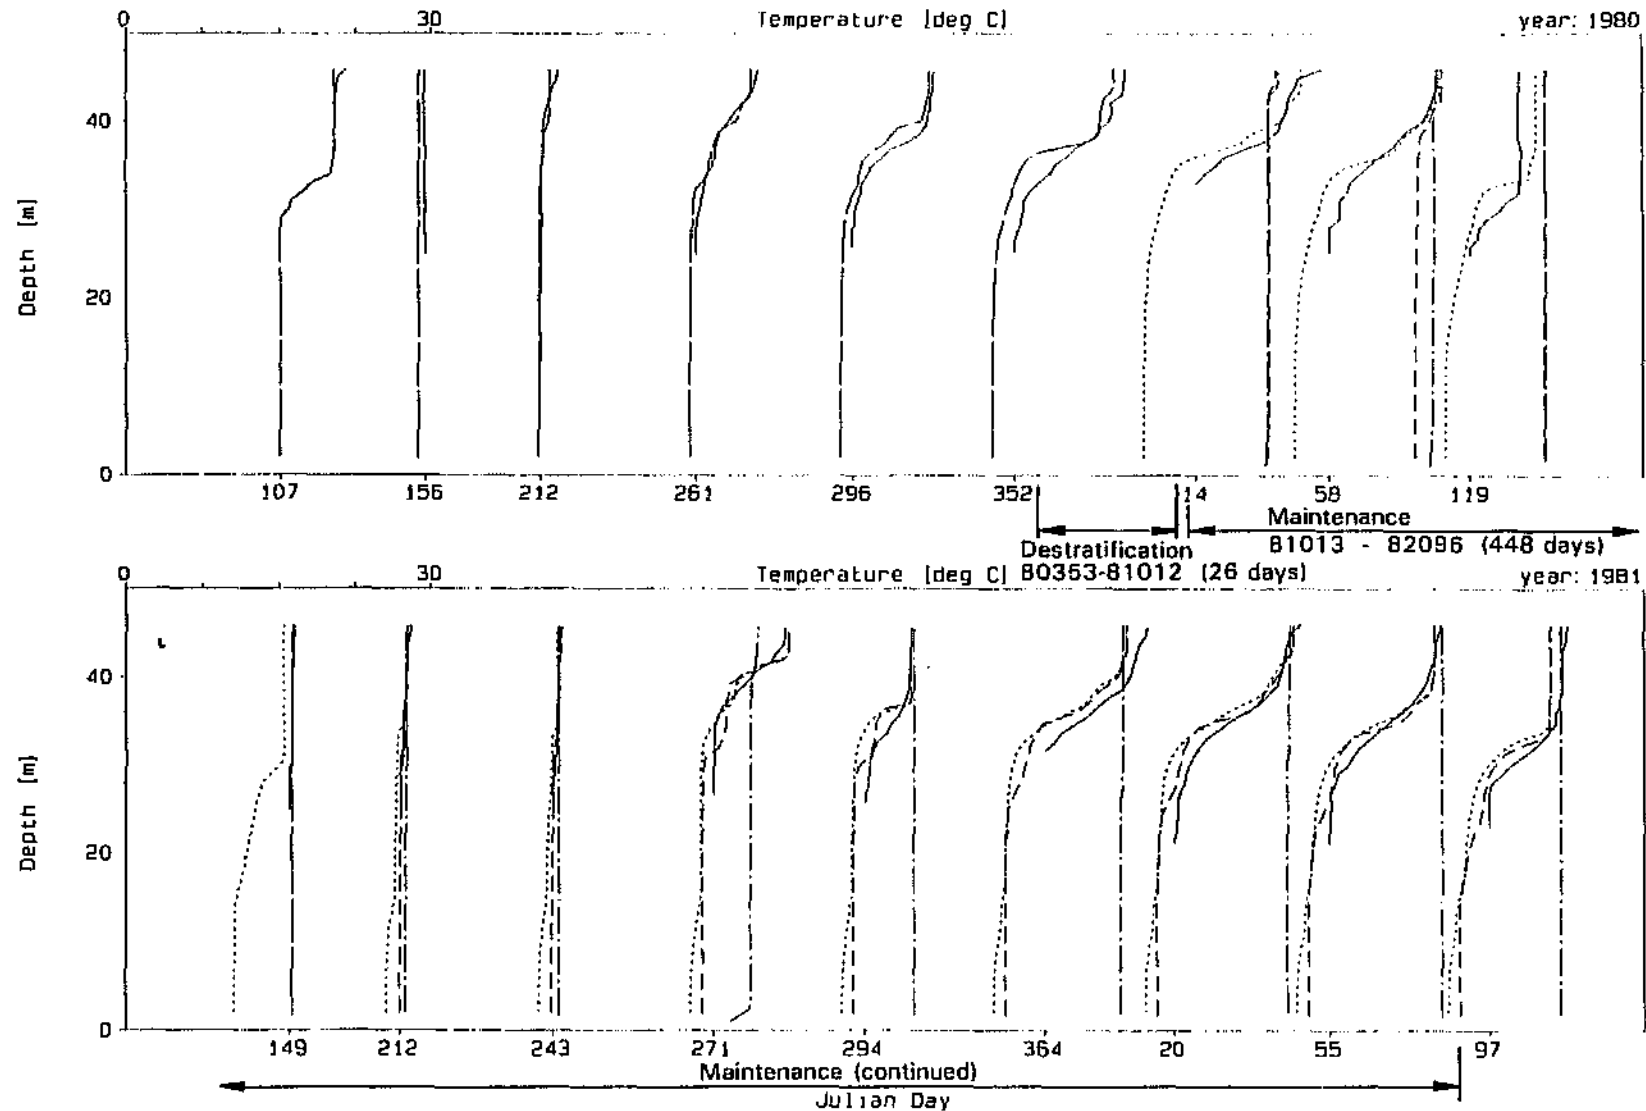 0 30 Temperature [deg C] year: 1980
40
Depth [m]
20
0
107 156 212 261 296 352 14 58 119
Maintenance
Destratification 81013 - 82096 (448 days)
0 30 Temperature [deg C] 80353-81012 (26 days) year: 1981
40
Depth [m]
20
0
149 212 243 271 294 364 20 55 97
Maintenance (continued)
Julian Day